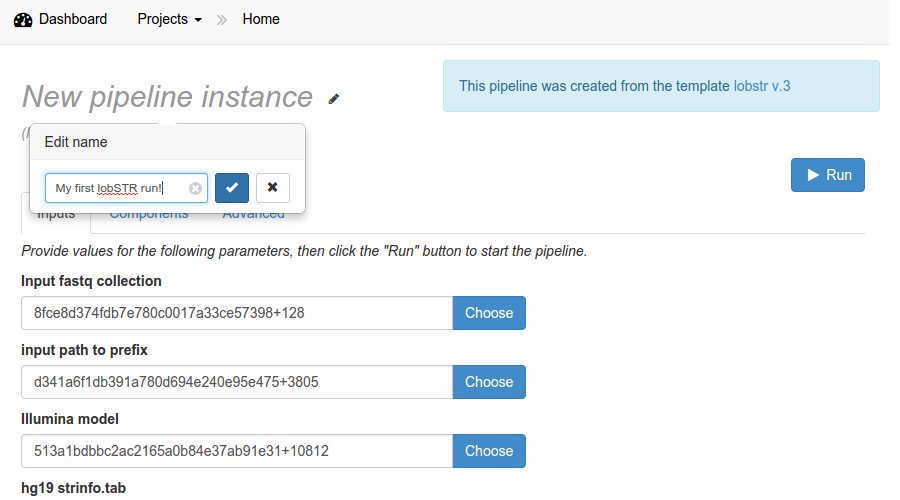 Dashboard Projects » Home
New pipeline instance
This pipeline was created from the template lobstr v.3
Edit name
My first lobSTR run!
Run
Inputs Components Advanced
Provide values for the following parameters, then click the "Run" button to start the pipeline.
Input fastq collection
8fce8d374fdb7e780c0017a33ce57398+128 Choose
input path to prefix
d341a6f1db391a780d694e240e95e475+3805 Choose
Illumina model
513a1bdbbc2ac2165a0b84e37ab91e31+10812 Choose
hg19 strinfo.tab